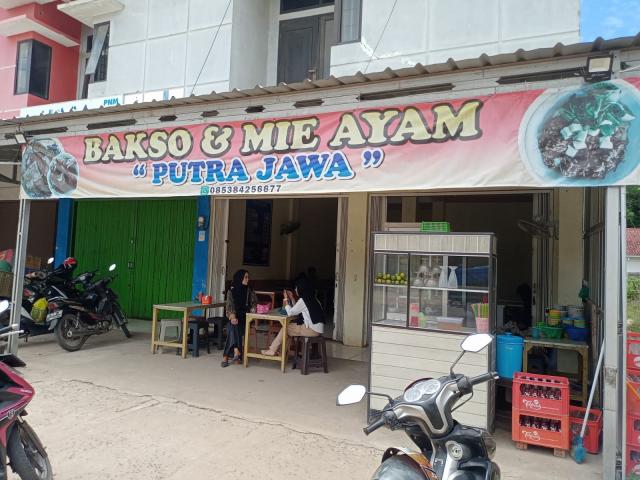 PNM
BAKSO & MIE AYAM
“ PUTRA JAWA ”
085384256677